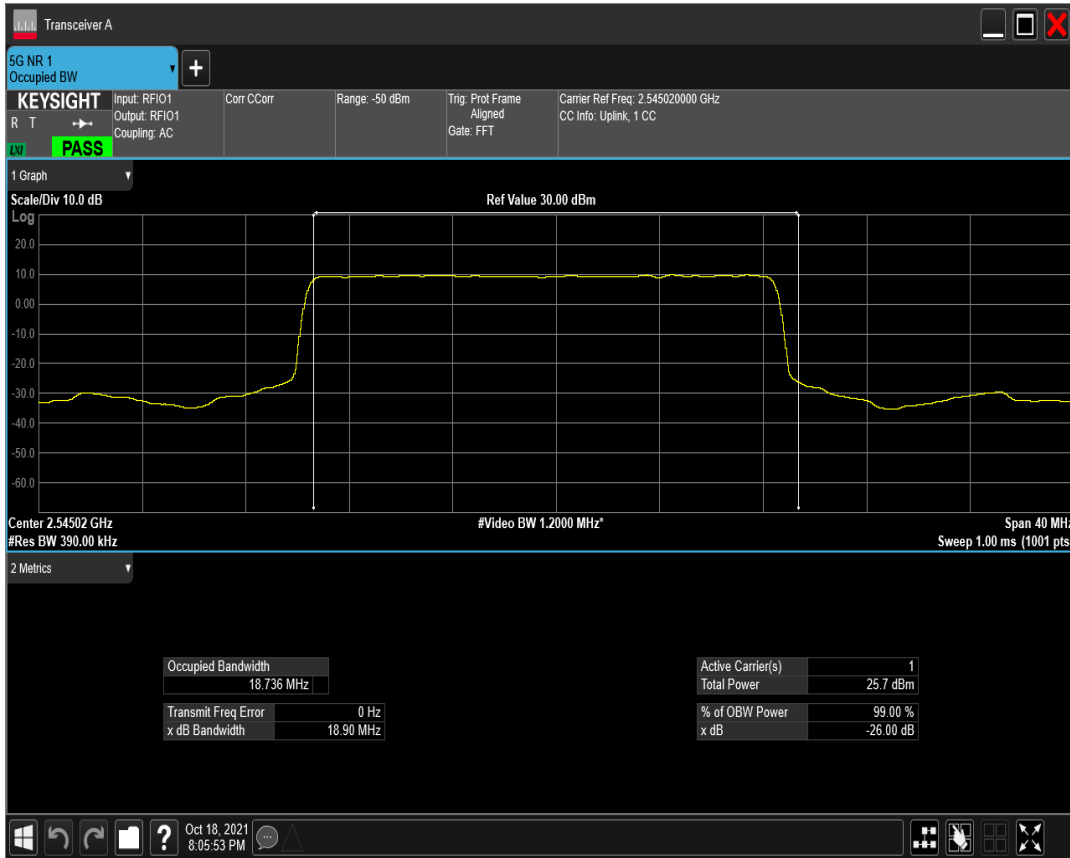 Transceiver A
5G NR 1
Occupied BW
+
KEYSIGHT Input: RFIO1 Corr CCorr Range: -50 dBm Trig: Prot Frame Carrier Ref Freq: 2.545020000 GHz
R T Output: RFIO1 Aligned CC Info: Uplink, 1 CC
Coupling: AC Gate: FFT
LXI PASS
1 Graph
Scale/Div 10.0 dB Ref Value 30.00 dBm
Log
20.0
10.0
0.00
-10.0
-20.0
-30.0
-40.0
-50.0
-60.0
Center 2.54502 GHz #Video BW 1.2000 MHz* Span 40 MHz
#Res BW 390.00 kHz Sweep 1.00 ms (1001 pts
2 Metrics
Occupied Bandwidth
18.736 MHz
Transmit Freq Error 0 Hz
x dB Bandwidth 18.90 MHz
Active Carrier(s) 1
Total Power 25.7 dBm
% of OBW Power 99.00 %
x dB -26.00 dB
?
Oct 18, 2021
8:05:53 PM